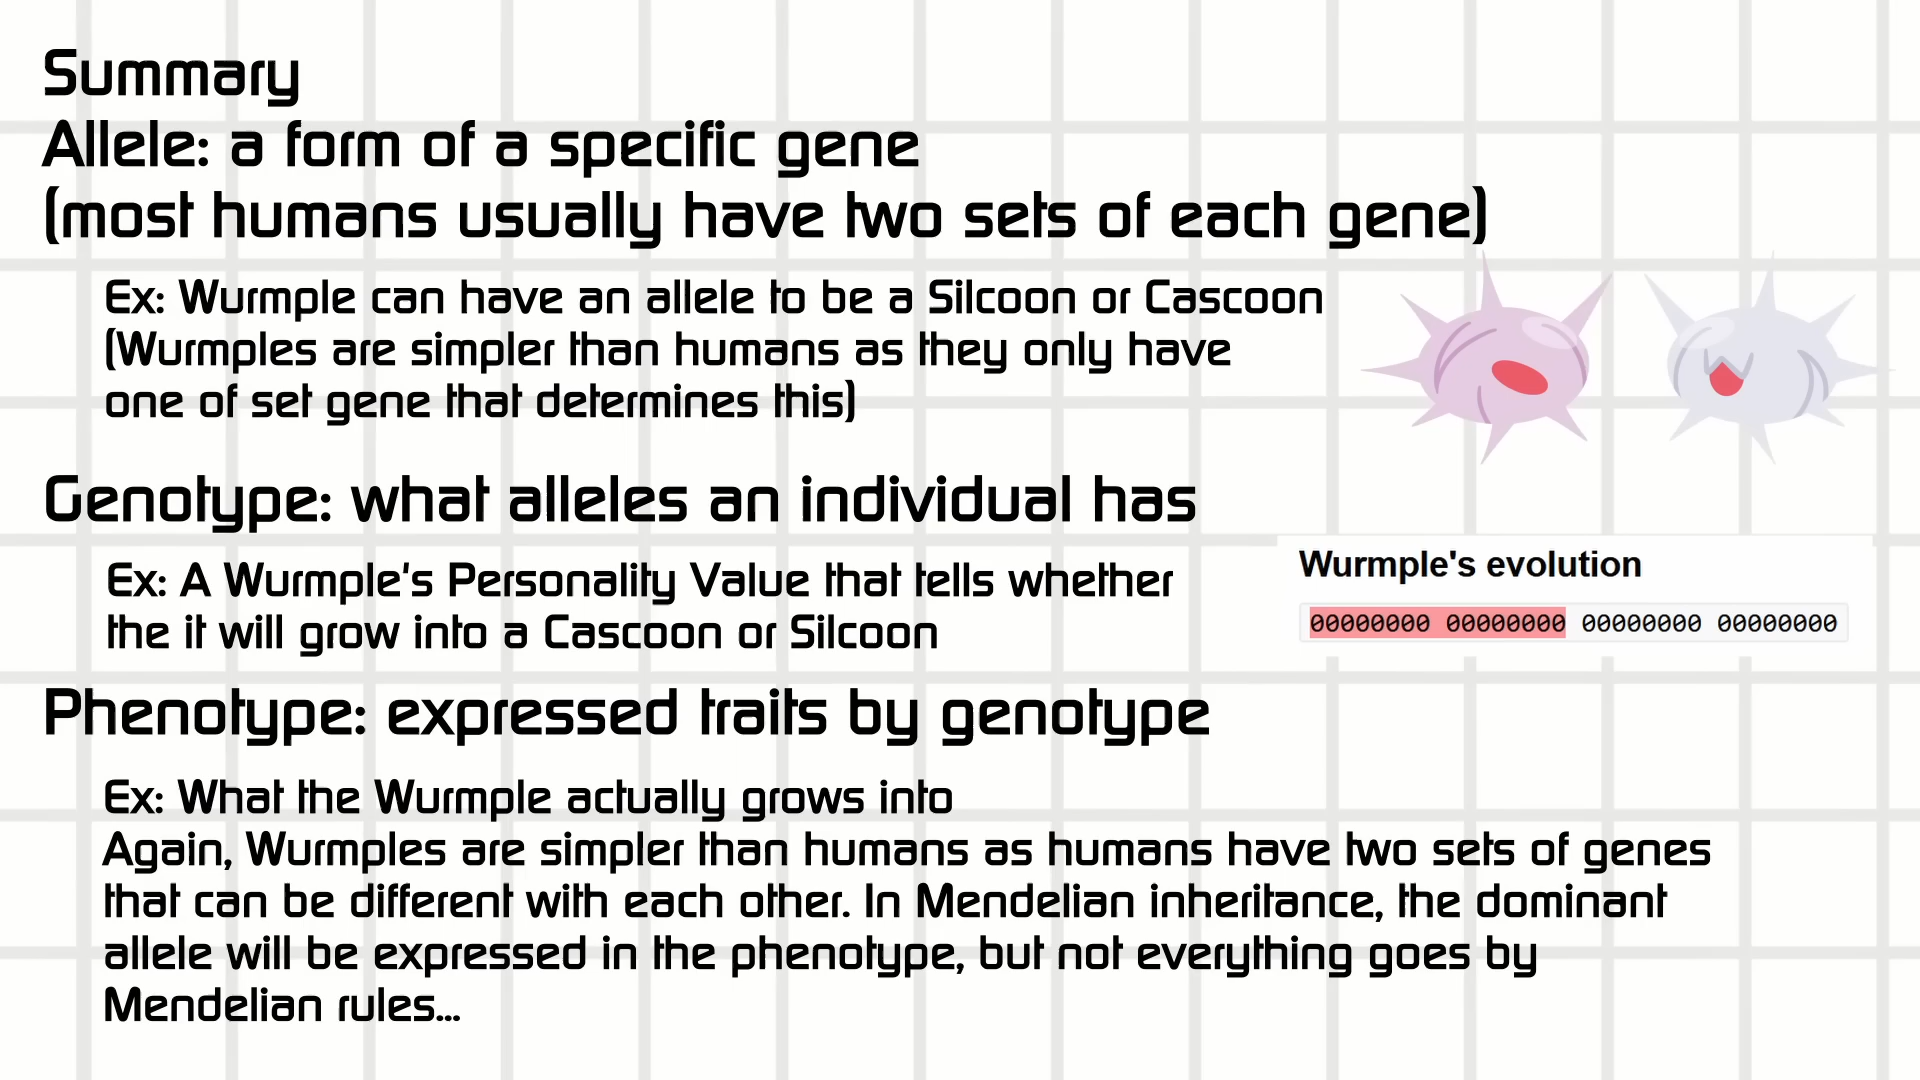 Summary
Allele: a form of a specific gene
(most humans usually have two sets of each gene)
Ex: Wurmple can have an allele to be a Silcoon or Cascoon
(Wurmples are simpler than humans as they only have
one of set gene that determines this)
Genotype: what alleles an individual has
Ex: A Wurmple's Personality Value that tells whether
the it will grow into a Cascoon or Silcoon
Wurmple's evolution
00000000 00000000 00000000 00000000
Phenotype: expressed traits by genotype
Ex: What the Wurmple actually grows into
Again, Wurmples are simpler than humans as humans have two sets of genes
that can be different with each other. In Mendelian inheritance, the dominant
allele will be expressed in the phenotype, but not everything goes by
Mendelian rules...